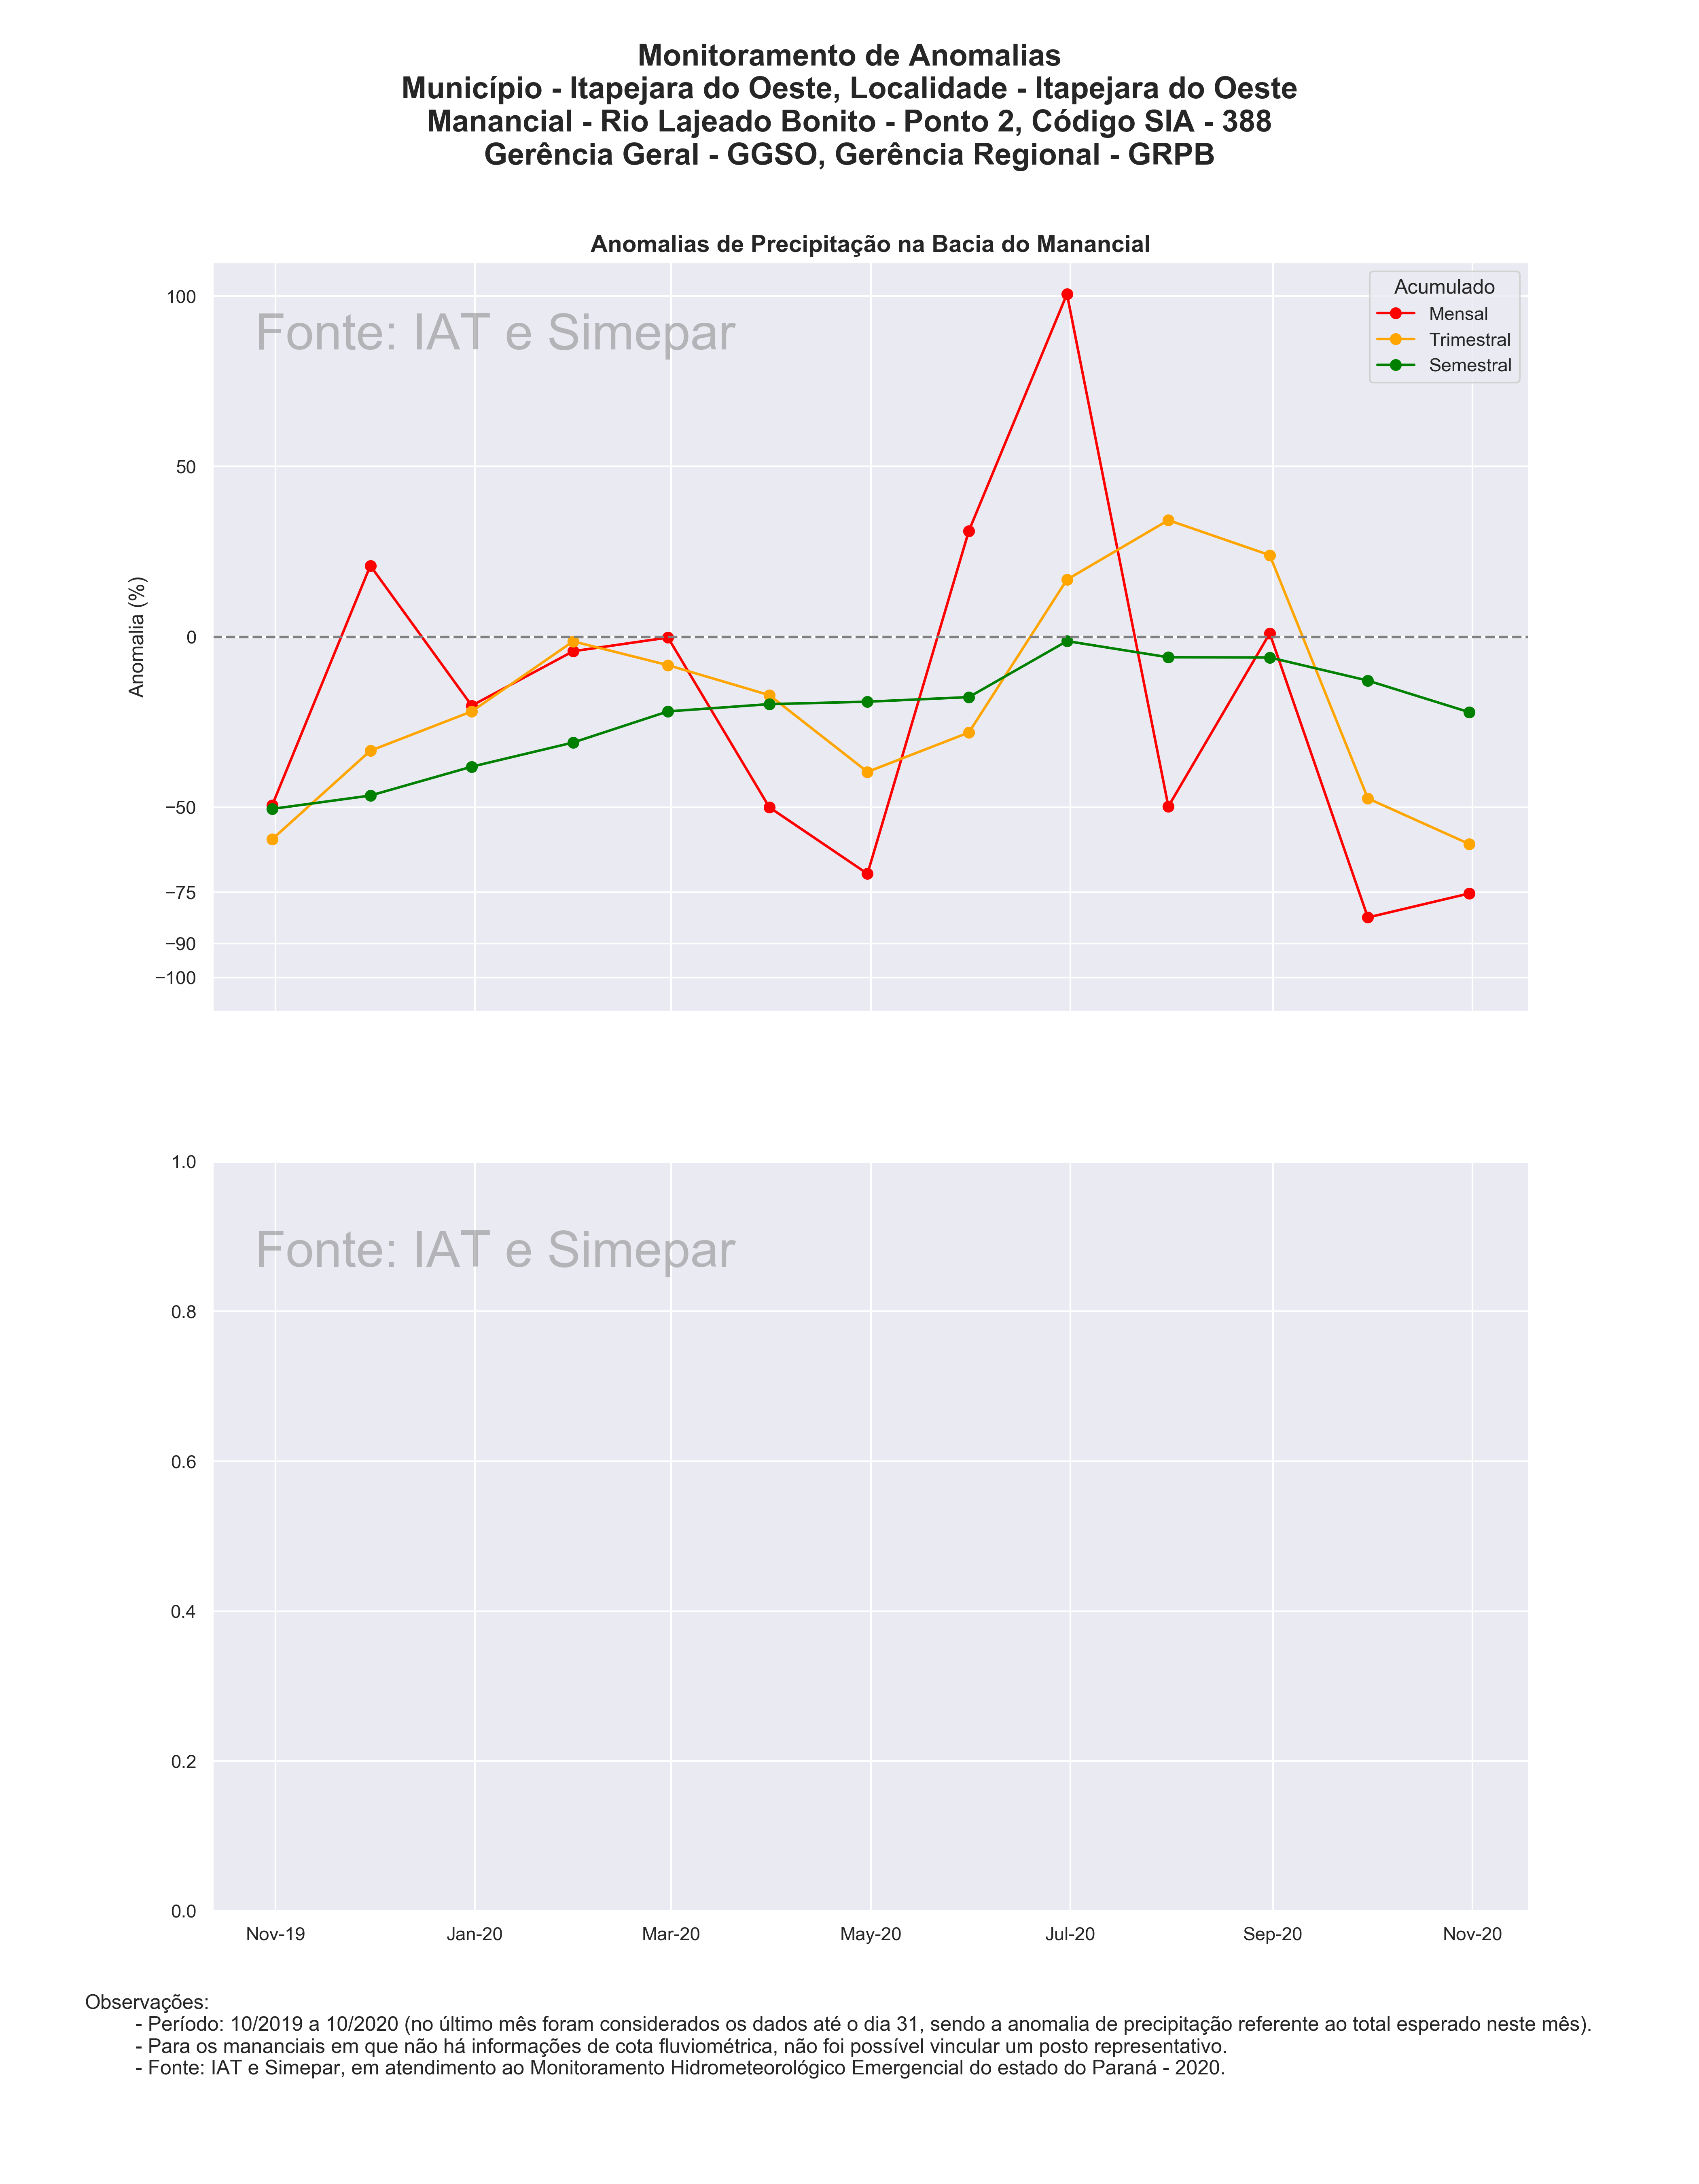 Monitoramento de Anomalias
Município - Itapejara do Oeste, Localidade - Itapejara do Oeste
Manancial - Rio Lajeado Bonito - Ponto 2, Código SIA - 388
Gerência Geral - GGSO, Gerência Regional - GRPB
Anomalias de Precipitação na Bacia do Manancial
Fonte: IAT e Simepar
Acumulado
Mensal
Trimestral
Semestral
Anomalia (%)
100
50
0
−50
−75
−90
−100
Fonte: IAT e Simepar
1.0
0.8
0.6
0.4
0.2
0.0
Nov-19 Jan-20 Mar-20 May-20 Jul-20 Sep-20 Nov-20
Observações:
- Período: 10/2019 a 10/2020 (no último mês foram considerados os dados até o dia 31, sendo a anomalia de precipitação referente ao total esperado neste mês).
- Para os mananciais em que não há informações de cota fluviométrica, não foi possível vincular um posto representativo.
- Fonte: IAT e Simepar, em atendimento ao Monitoramento Hidrometeorológico Emergencial do estado do Paraná - 2020.